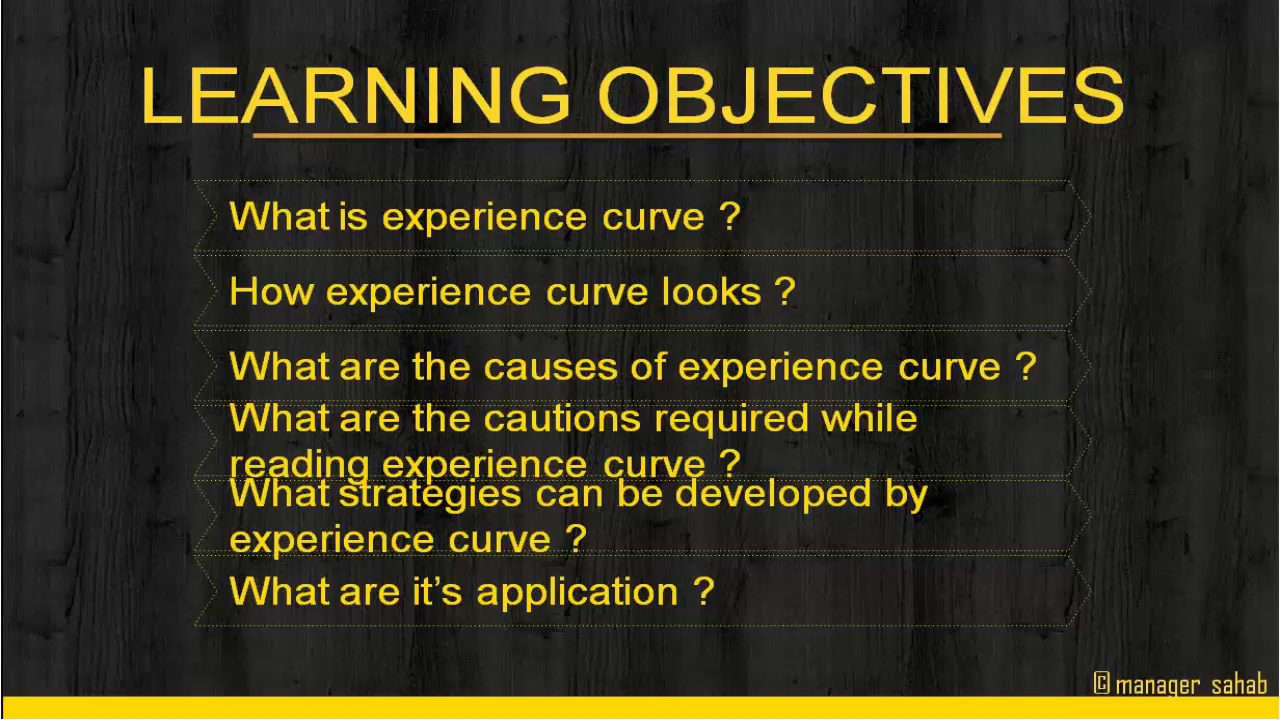 LEARNING OBJECTIVES
What is experience curve ?
How experience curve looks ?
What are the causes of experience curve ?
What are the cautions required while
reading experience curve ?
What strategies can be developed by
experience curve ?
What are it’s application ?
© manager sahab